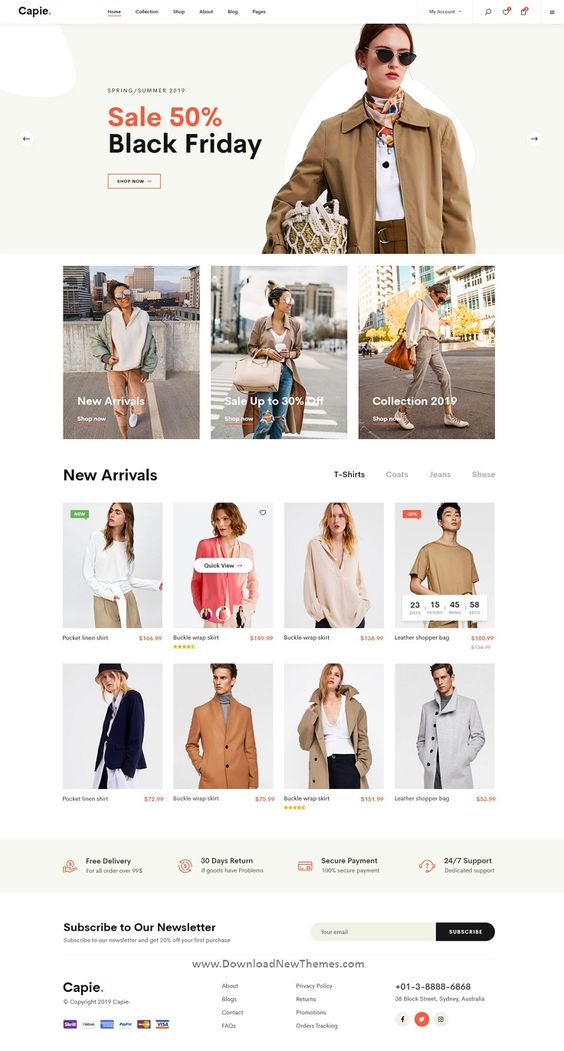 Capie.
Home Collection Shop About Blog Pages
My Account
SPRING/SUMMER 2019
Sale 50%
Black Friday
SHOP NOW
New Arrivals
Shop now
Sale Up to 30% Off
Shop now
Collection 2019
Shop now
New Arrivals
T-Shirts Coats Jeans Shose
NEW
Quick View
-30%
23 : 15 : 45 : 58
DAYS HOURS MINS SECS
Pocket linen shirt $166.99
Buckle wrap skirt $149.99
Buckle wrap skirt $138.99
Leather shopper bag $100.99
Pocket linen shirt $72.99
Buckle wrap skirt $75.99
Buckle wrap skirt $151.99
Leather shopper bag $53.99
Free Delivery
For all order over 99$
30 Days Return
If goods have Problems
Secure Payment
100% secure payment
24/7 Support
Dedicated support
Subscribe to Our Newsletter
Subscribe to our newsletter and get 20% off your first purchase
Your email
SUBSCRIBE
www.DownloadNewThemes.com
Capie.
© Copyright 2019 Capie.
Skrill
PayPal
VISA
About
Blogs
Contact
FAQs
Privacy Policy
Returns
Promotions
Orders Tracking
+01-3-8888-6868
38 Block Street, Sydney, Australia